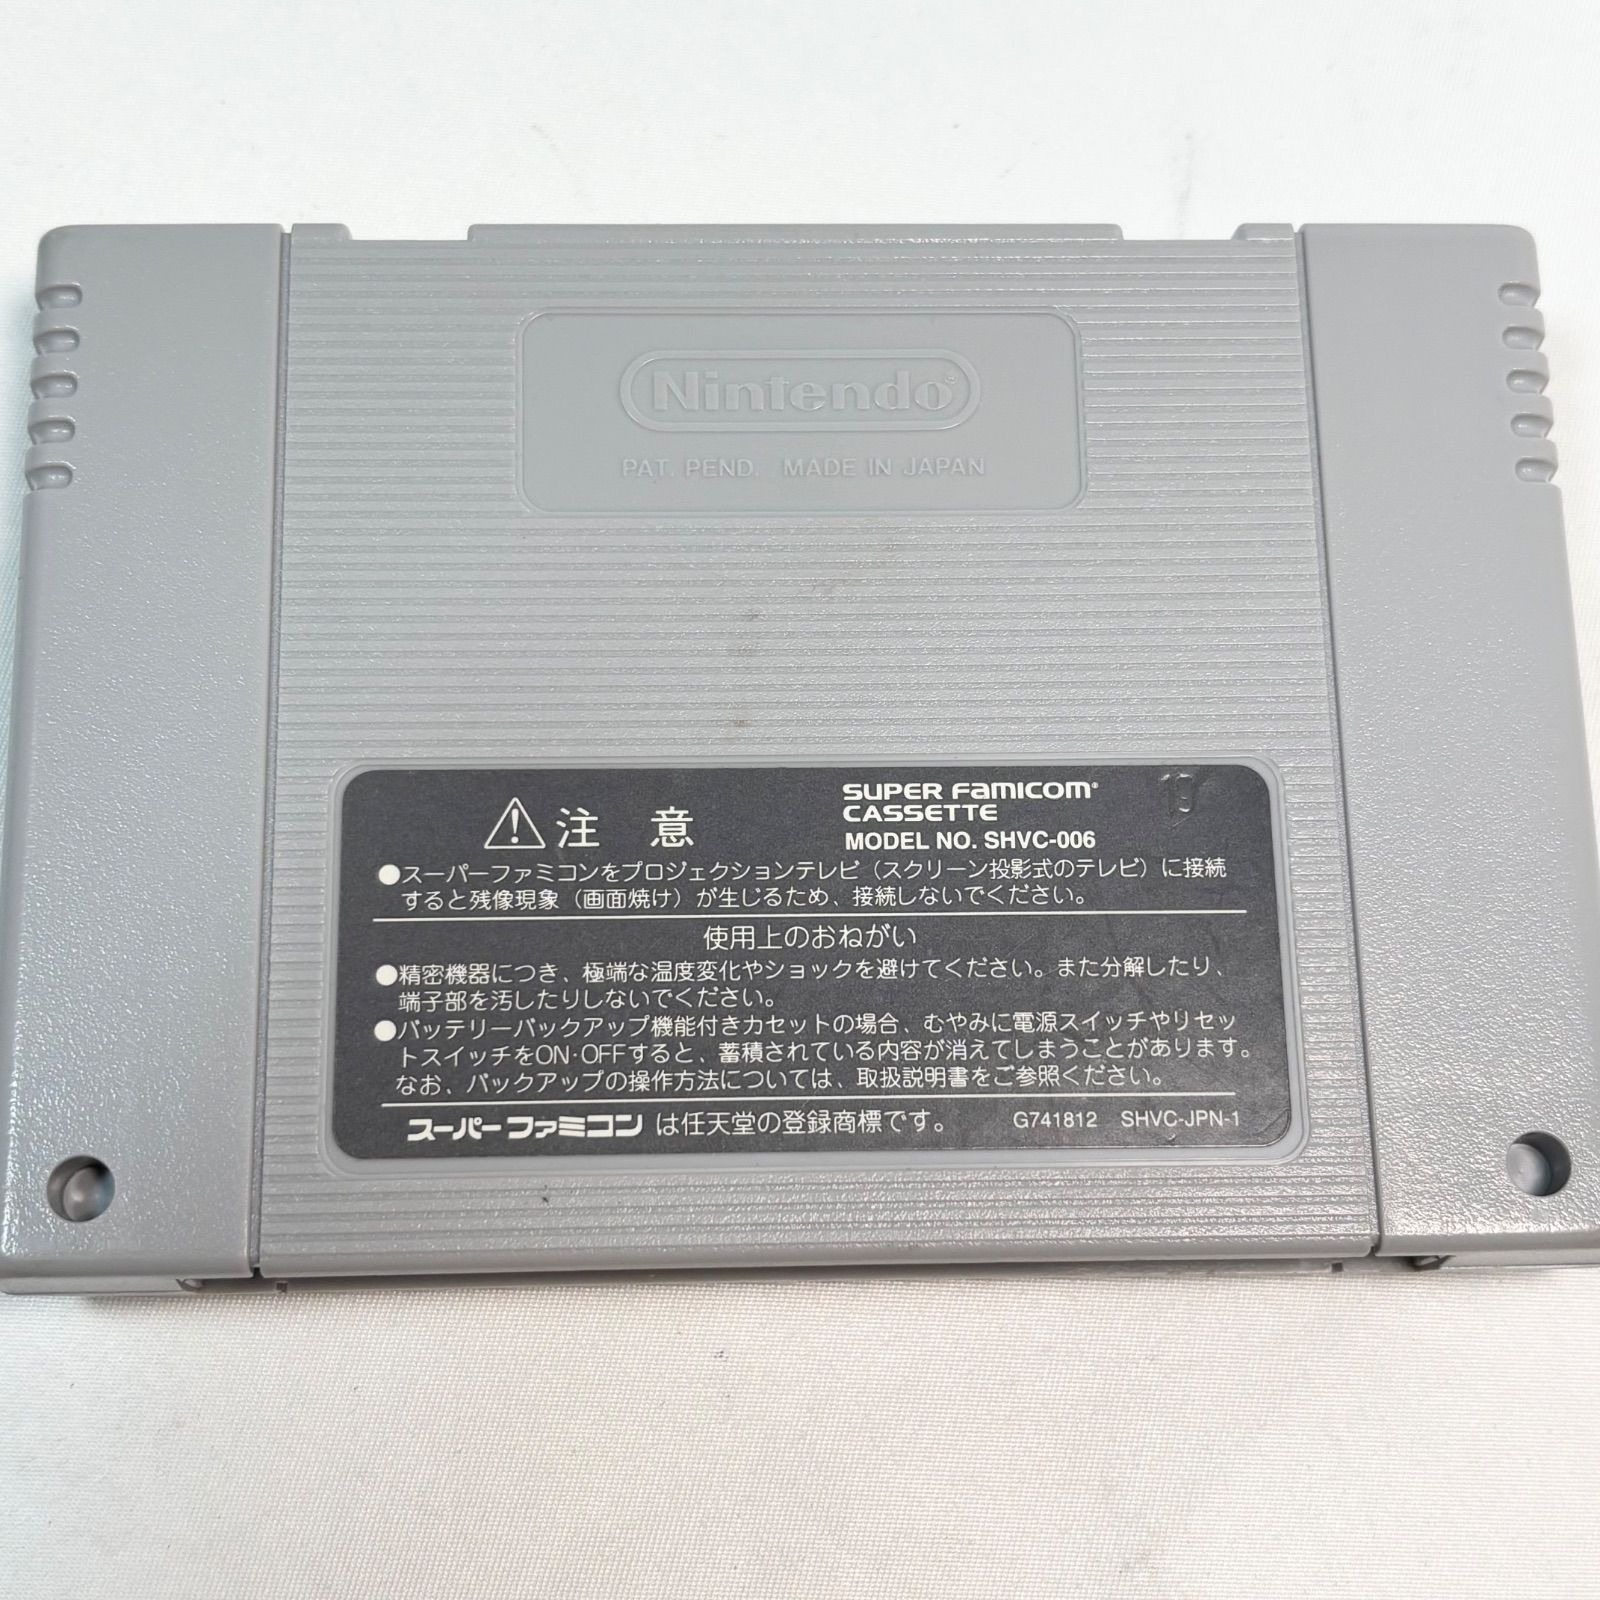 Nintendo®
PAT. PEND. MADE IN JAPAN
注 意
SUPER FAMICOM®
CASSETTE
MODEL NO. SHVC-006
●スーパーファミコンをプロジェクションテレビ(スクリーン投影式のテレビ)に接続
すると残像現象(画面焼け)が生じるため、接続しないでください。
使用上のおねがい
●精密機器につき、極端な温度変化やショックを避けてください。また分解したり、
端子部を汚したりしないでください。
●バッテリーバックアップ機能付きカセットの場合、むやみに電源スイッチやリセッ
トスイッチをON·OFFすると、蓄積されている内容が消えてしまうことがあります。
なお、バックアップの操作方法については、取扱説明書をご参照ください。
スーパーファミコン は任天堂の登録商標です。 G741812 SHVC-JPN-1